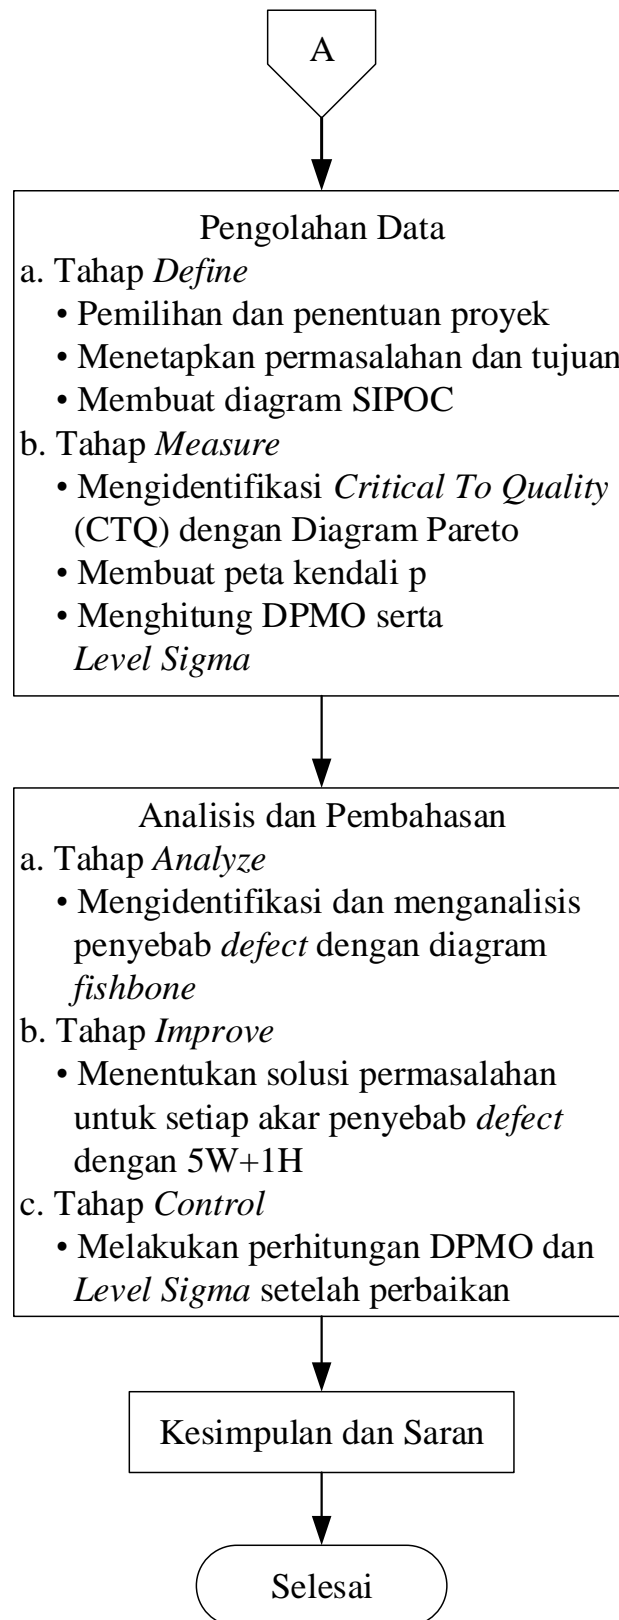 A
Pengolahan Data
a. Tahap Define
• Pemilihan dan penentuan proyek
• Menetapkan permasalahan dan tujuan
• Membuat diagram SIPOC
b. Tahap Measure
• Mengidentifikasi Critical To Quality
(CTQ) dengan Diagram Pareto
• Membuat peta kendali p
• Menghitung DPMO serta
Level Sigma
Analisis dan Pembahasan
a. Tahap Analyze
• Mengidentifikasi dan menganalisis
penyebab defect dengan diagram
fishbone
b. Tahap Improve
• Menentukan solusi permasalahan
untuk setiap akar penyebab defect
dengan 5W+1H
c. Tahap Control
• Melakukan perhitungan DPMO dan
Level Sigma setelah perbaikan
Kesimpulan dan Saran
Selesai